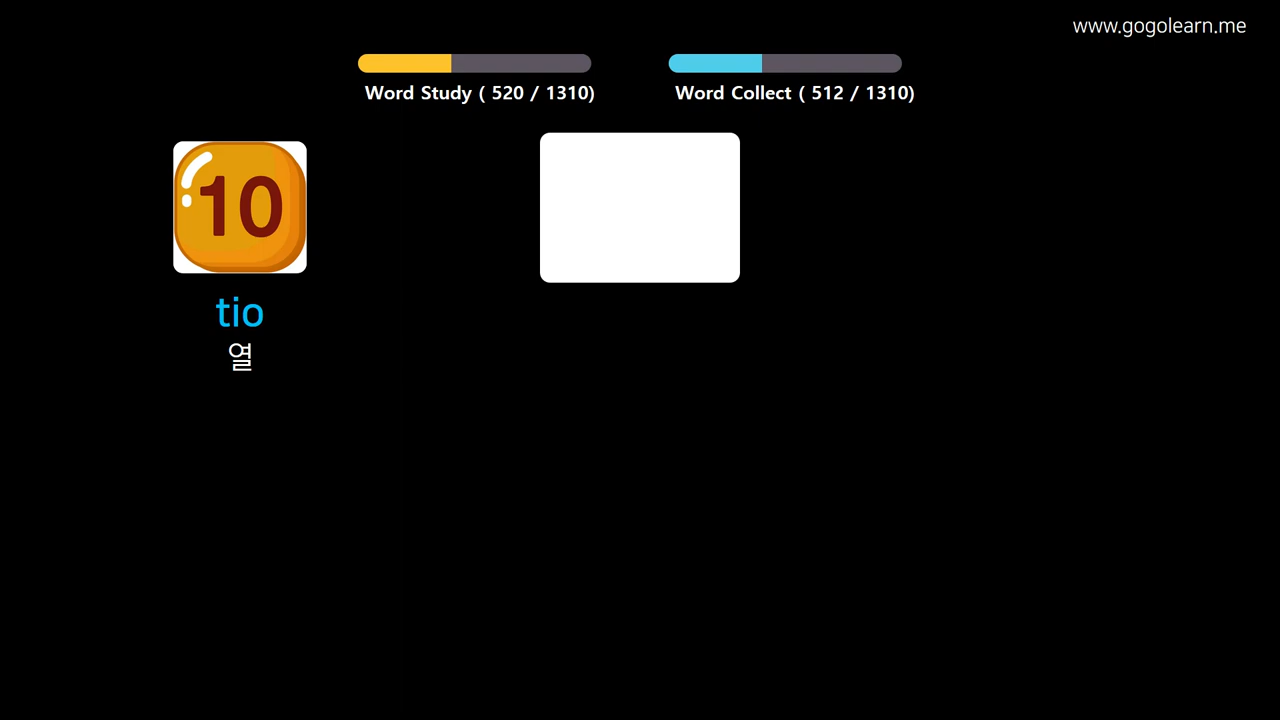 www.gogolearn.me
Word Study ( 520 / 1310)
Word Collect ( 512 / 1310)
10
tio
열